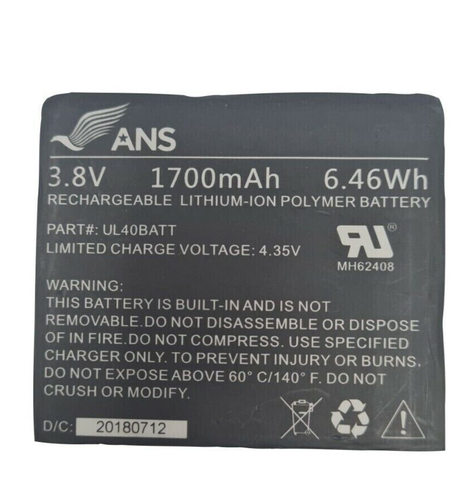 ANS
3.8V 1700mAh 6.46Wh
RECHARGEABLE LITHIUM-ION POLYMER BATTERY
PART#: UL40BATT
LIMITED CHARGE VOLTAGE: 4.35V
MH62408
WARNING:
THIS BATTERY IS BUILT-IN AND IS NOT
REMOVABLE.DO NOT DISASSEMBLE OR DISPOSE
OF IN FIRE.DO NOT COMPRESS. USE SPECIFIED
CHARGER ONLY. TO PREVENT INJURY OR BURNS,
DO NOT EXPOSE ABOVE 60° C/140° F. DO NOT
CRUSH OR MODIFY.
D/C: 20180712